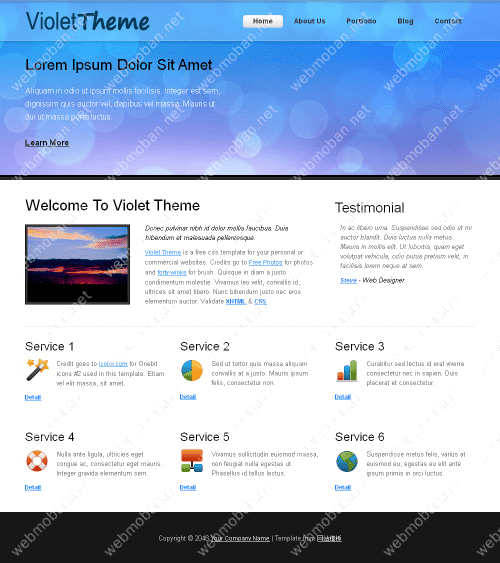 VioletTheme
Home About Us Portfolio Blog Contact
Lorem Ipsum Dolor Sit Amet
Aliquam in odio ut ipsum mollis facilisis. Integer est sem,
dignissim quis auctor vel, dapibus vel massa. Mauris ut
dui ut massa porta luctus.
Learn More
Welcome To Violet Theme
Donec pulvinar nibh id dolor mollis faucibus. Duis
bibendum et malesuada pellentesque.
Violet Theme is a free css template for your personal or
commercial websites. Credits go to Free Photos for photos
and fortywinks for brush. Quisque in diam a justo
condimentum molestie. Vivamus leo velit, convallis id,
ultrices sit amet libero. Nunc bibendum justo nec eros
elementum auctor. Validate XHTML & CSS.
Testimonial
In ac libero urna. Suspendisse sed odio ut mi
auctor blandit. Duis luctus nulla metus.
Mauris in mollis elit. Ut lobortis, quam eget
volutpat vehicula, odio purus pretium velit, in
facilisis lorem neque at sem.
Steve - Web Designer
Service 1
Credit goes to icojoy.com for Onebit
icons #2 used in this template. Etiam
vel elit massa, sit amet.
Detail
Service 2
Sed ut tortor quis massa aliquam
convallis at a justo. Mauris ipsum
felis, consectetur non.
Detail
Service 3
Curabitur sed lectus id erat viverra
consectetur nec in sapien. Duis
placerat et consectetur.
Detail
Service 4
Nulla ante ligula, ultricies eget
congue ac, consectetur eget mauris.
Integer gravida elementum sem.
Detail
Service 5
Vivamus sollicitudin euismod massa,
non feugiat nulla egestas ut.
Phasellus id tellus lectus.
Detail
Service 6
Suspendisse metus felis, varius at
euismod eu, egestas eu elit ante
ipsum primis in orci luctus.
Detail
Copyright © 2048 Your Company Name | Template from 网站模板
webmoban.net